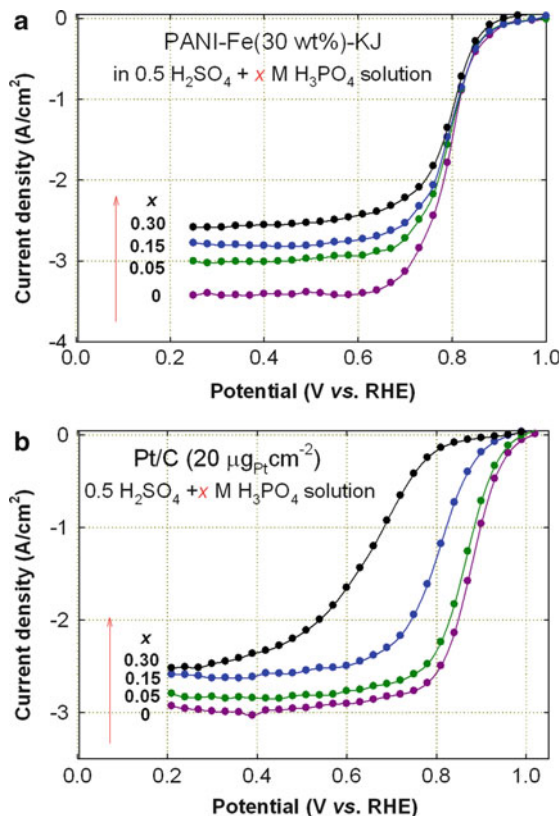 a
PANI-Fe(30 wt%)-KJ
in 0.5 H₂SO₄ + x M H₃PO₄ solution
Current density (A/cm²)
0
-1
-2
-3
-4
x
0.30
0.15
0.05
0
0.0 0.2 0.4 0.6 0.8 1.0
Potential (V vs. RHE)
b
Pt/C (20 μgPtcm⁻²)
0.5 H₂SO₄ +x M H₃PO₄ solution
Current density (A/cm²)
0
-1
-2
-3
x
0.30
0.15
0.05
0
0.0 0.2 0.4 0.6 0.8 1.0
Potential (V vs. RHE)